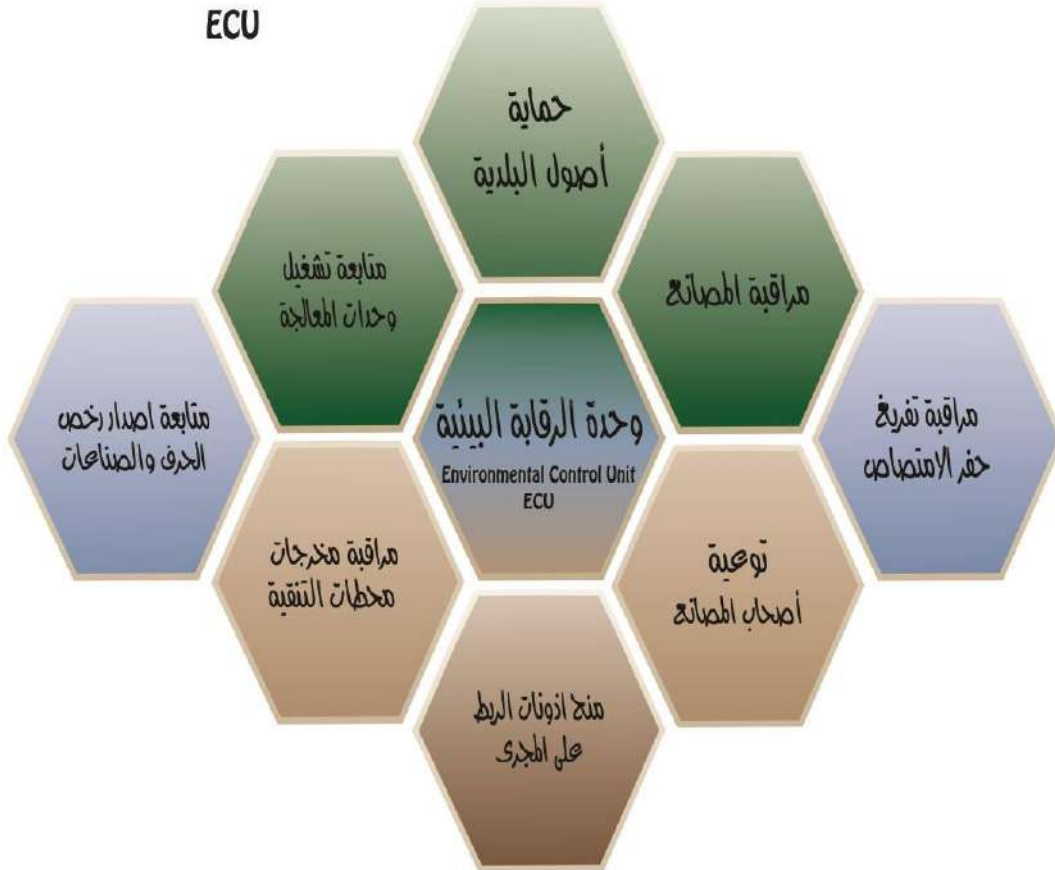 ECU
حماية
أصول البلدية
متابعة تشغيل
وحدات المعالجة
مراقبة المصانع
متابعة اصدار رخص
الحرف والصناعات
وحدة الرقابة البيئية
Environmental Control Unit
ECU
مراقبة تفريغ
حفر الامتصاص
مراقبة مخرجات
محطات التنقية
توعية
أصحاب المصانع
منح اذونات الربط
على المجرى